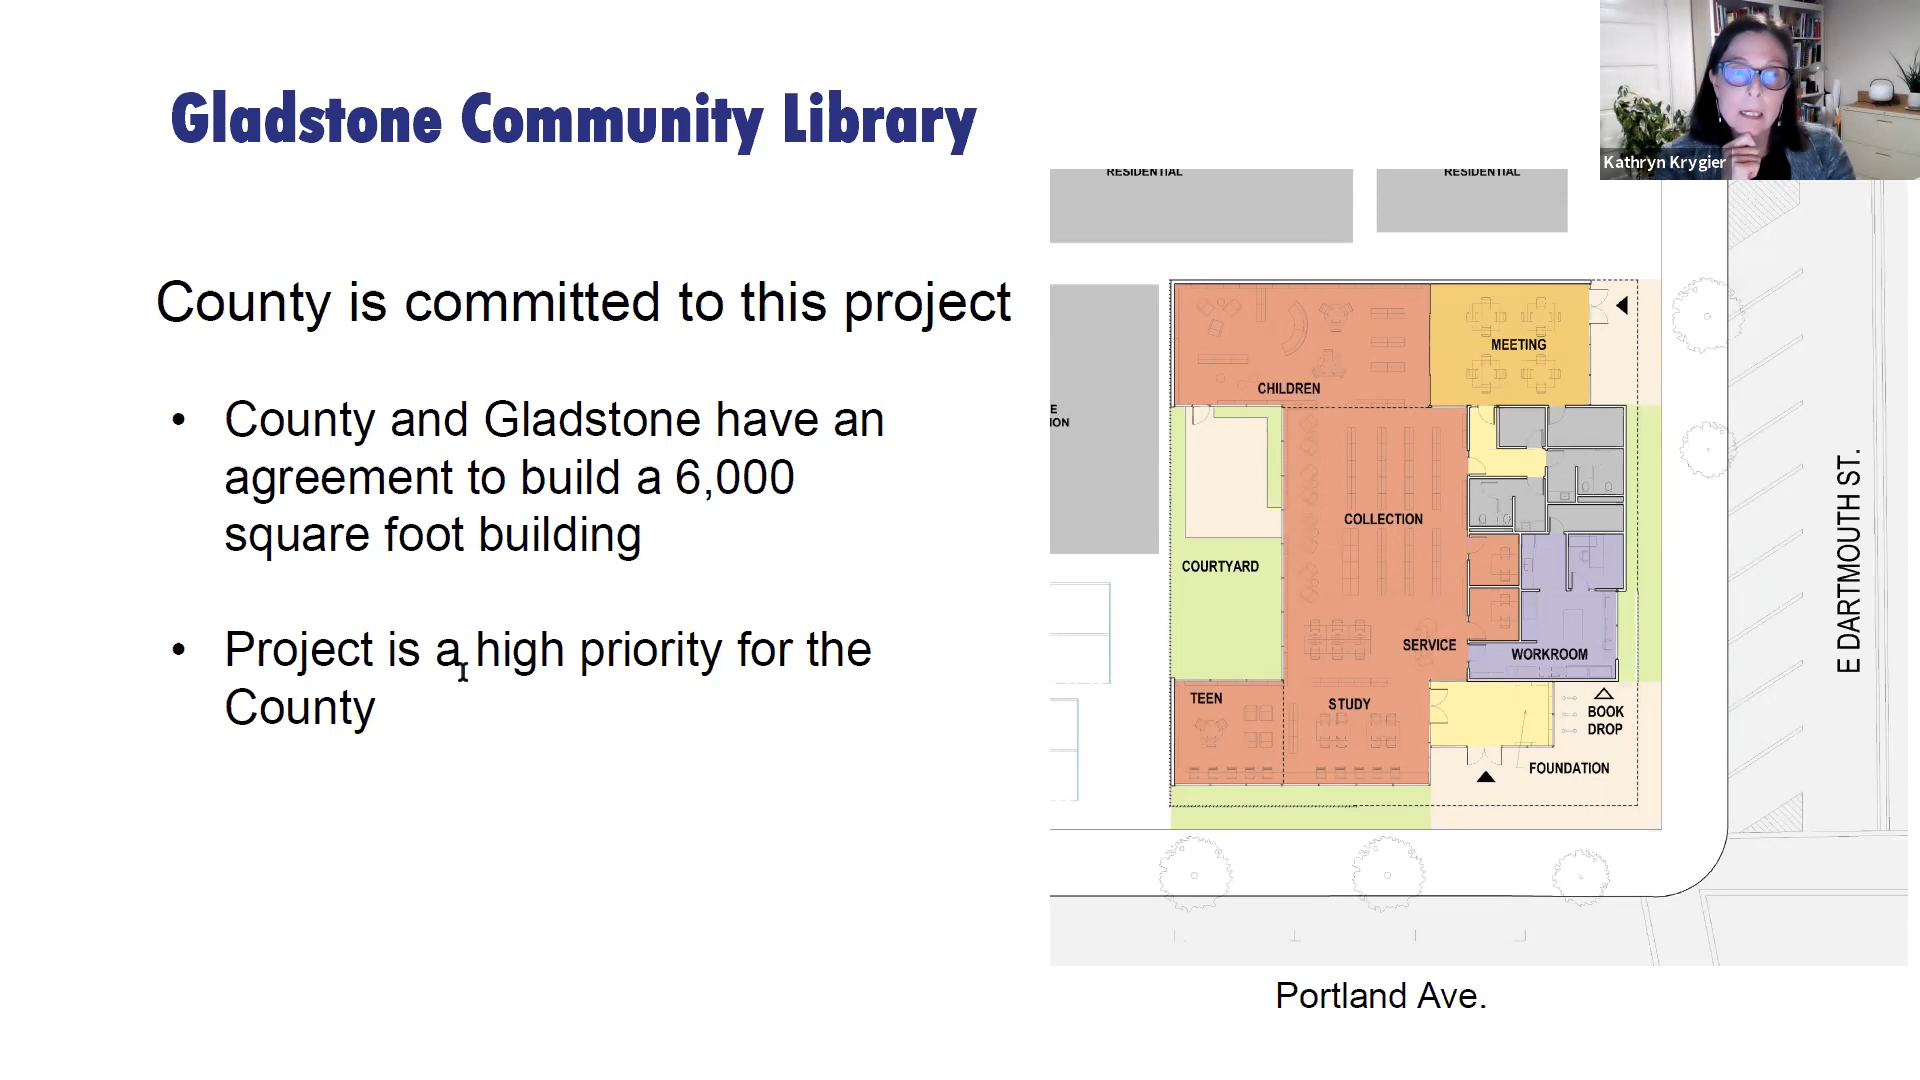 Gladstone Community Library
Kathryn Krygier
County is committed to this project
• County and Gladstone have an
agreement to build a 6,000
square foot building
• Project is a high priority for the
County
RESIDENTIAL
RESIDENTIAL
MEETING
CHILDREN
E
ION
COLLECTION
COURTYARD
SERVICE
WORKROOM
TEEN
STUDY
BOOK
DROP
FOUNDATION
E DARTMOUTH ST.
Portland Ave.